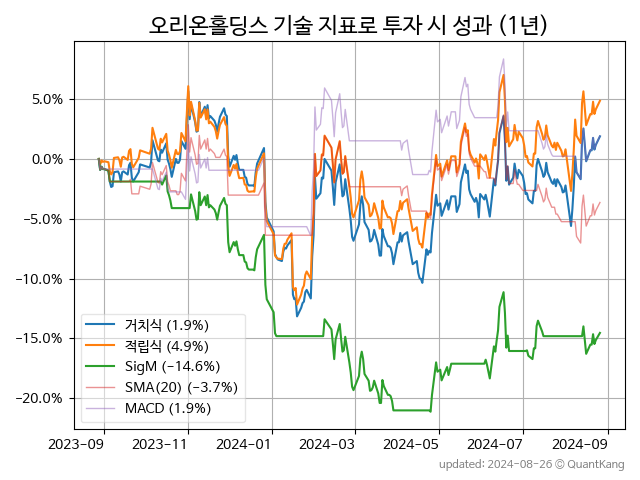 오리온홀딩스 기술 지표로 투자 시 성과 (1년)
5.0%
0.0%
−5.0%
−10.0%
−15.0%
−20.0%
거치식 (1.9%)
적립식 (4.9%)
SigM (−14.6%)
SMA(20) (−3.7%)
MACD (1.9%)
2023-09 2023-11 2024-01 2024-03 2024-05 2024-07 2024-09
updated: 2024-08-26 © QuantKang